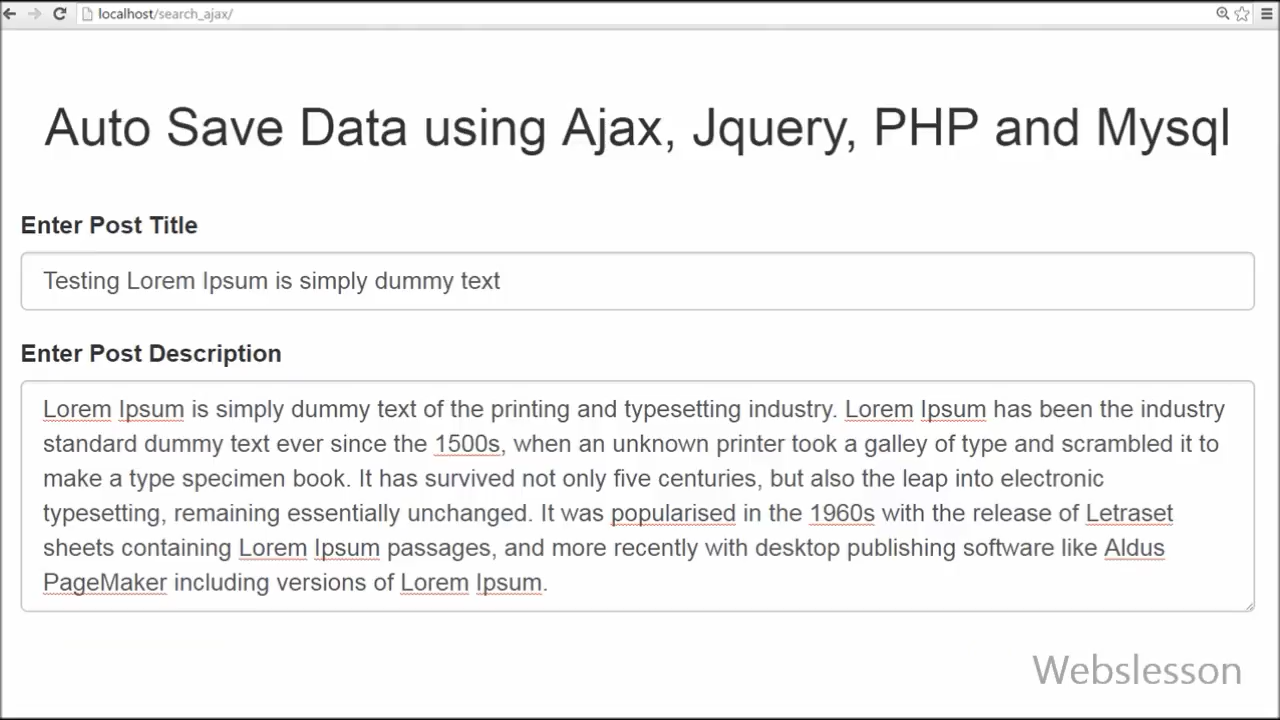 localhost/search_ajax/
Auto Save Data using Ajax, Jquery, PHP and Mysql
Enter Post Title
Testing Lorem Ipsum is simply dummy text
Enter Post Description
Lorem Ipsum is simply dummy text of the printing and typesetting industry. Lorem Ipsum has been the industry
standard dummy text ever since the 1500s, when an unknown printer took a galley of type and scrambled it to
make a type specimen book. It has survived not only five centuries, but also the leap into electronic
typesetting, remaining essentially unchanged. It was popularised in the 1960s with the release of Letraset
sheets containing Lorem Ipsum passages, and more recently with desktop publishing software like Aldus
PageMaker including versions of Lorem Ipsum.
Webslesson